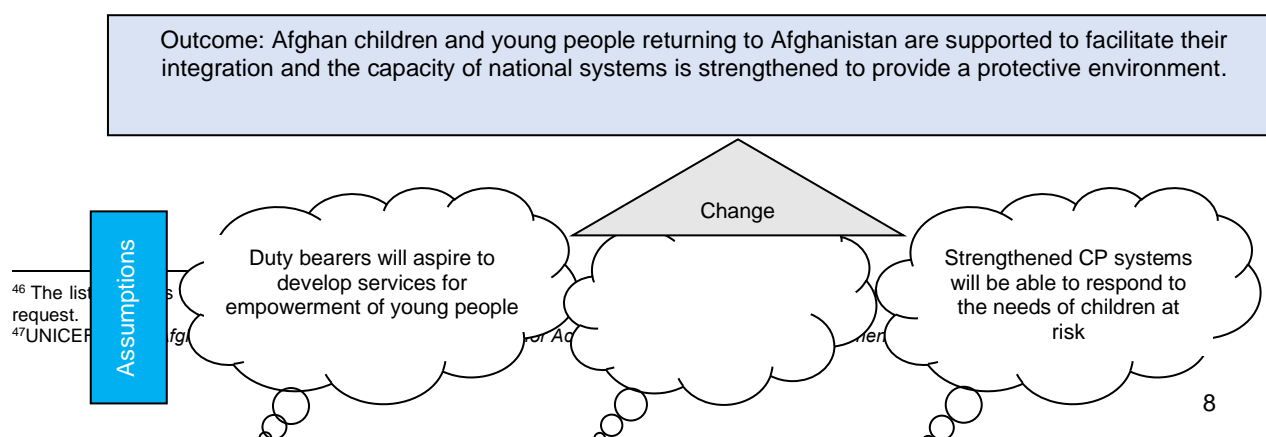 Outcome: Afghan children and young people returning to Afghanistan are supported to facilitate their
integration and the capacity of national systems is strengthened to provide a protective environment.
Change
Assumptions
Duty bearers will aspire to
develop services for
empowerment of young people
Strengthened CP systems
will be able to respond to
the needs of children at
risk
46 The list
request.
47UNICEF
for
8